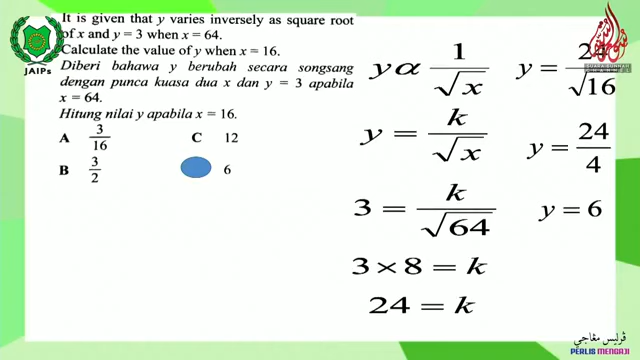 It is given that y varies inversely as square root
of x and y = 3 when x = 64.
Calculate the value of y when x = 16.
Diberi bahawa y berubah secara songsang
dengan punca kuasa dua x dan y = 3 apabila
x = 64.
Hitung nilai y apabila x = 16.
A 3/16 C 12
B 3/2 6
y α 1/√x
y = k/√x
3 = k/√64
3 × 8 = k
24 = k
y = 24/√16
y = 24/4
y = 6
JAIPs
ڤرليس مڠاجي
PERLIS MENGAJI